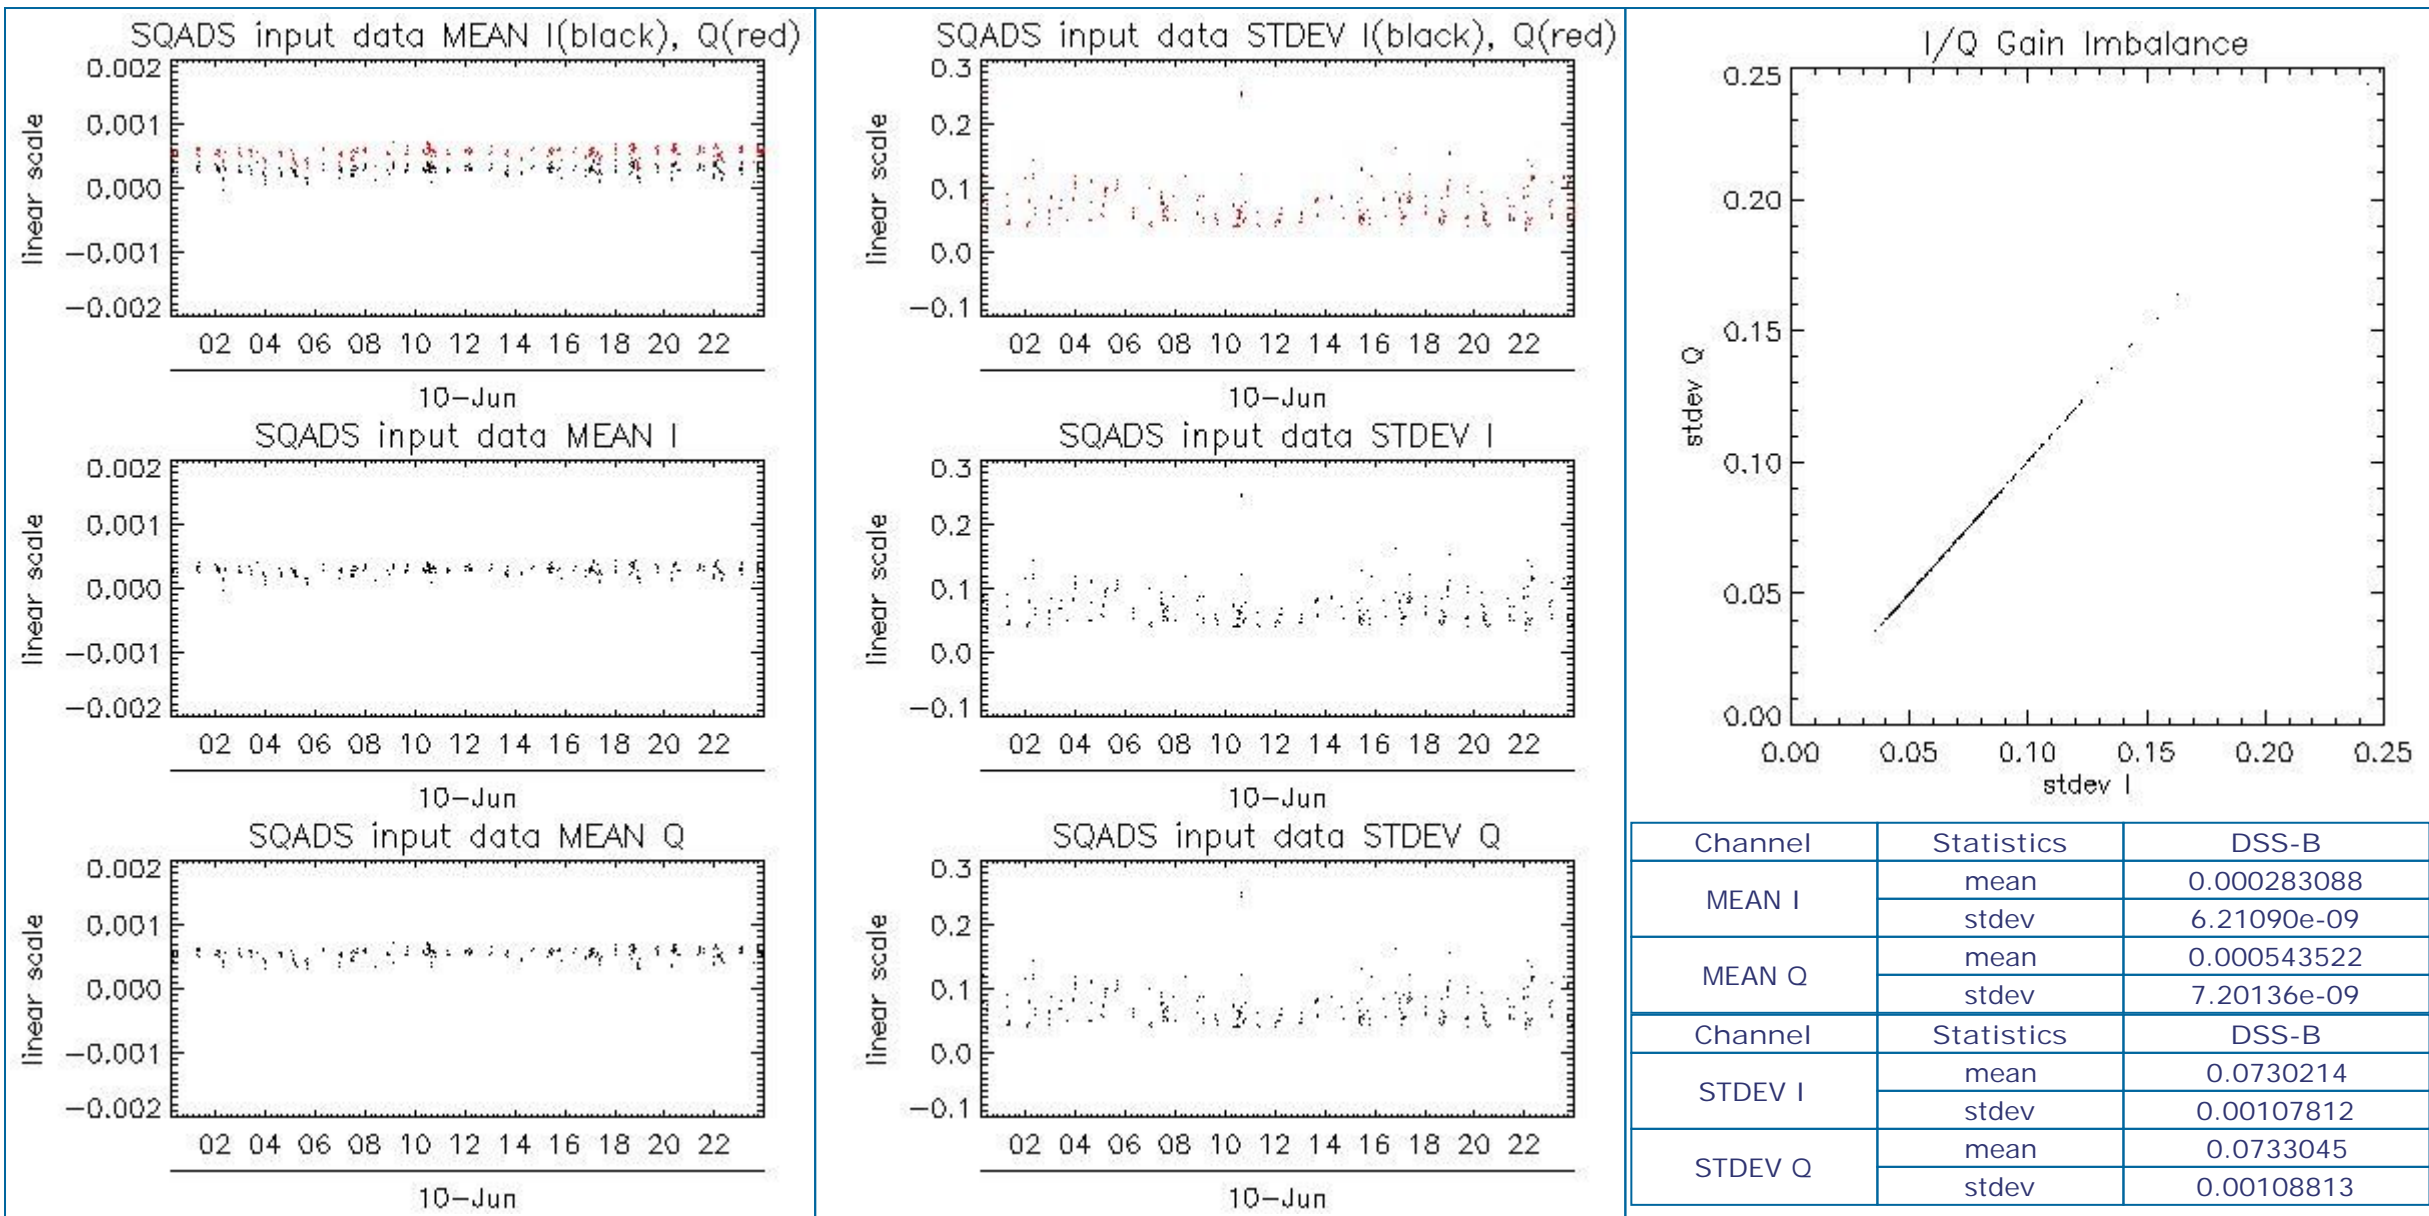 SQADS input data MEAN I(black), Q(red)
0.002
0.001
0.000
-0.001
-0.002
linear scale
02 04 06 08 10 12 14 16 18 20 22
10-Jun
SQADS input data MEAN I
0.002
0.001
0.000
-0.001
-0.002
linear scale
02 04 06 08 10 12 14 16 18 20 22
10-Jun
SQADS input data MEAN Q
0.002
0.001
0.000
-0.001
-0.002
linear scale
02 04 06 08 10 12 14 16 18 20 22
10-Jun
SQADS input data STDEV I(black), Q(red)
0.3
0.2
0.1
0.0
-0.1
linear scale
02 04 06 08 10 12 14 16 18 20 22
10-Jun
SQADS input data STDEV I
0.3
0.2
0.1
0.0
-0.1
linear scale
02 04 06 08 10 12 14 16 18 20 22
10-Jun
SQADS input data STDEV Q
0.3
0.2
0.1
0.0
-0.1
linear scale
02 04 06 08 10 12 14 16 18 20 22
10-Jun
I/Q Gain Imbalance
0.25
0.20
0.15
0.10
0.05
0.00
stdev Q
0.00 0.05 0.10 0.15 0.20 0.25
stdev I
Channel Statistics DSS-B
MEAN I mean 0.000283088
stdev 6.21090e-09
MEAN Q mean 0.000543522
stdev 7.20136e-09
Channel Statistics DSS-B
STDEV I mean 0.0730214
stdev 0.00107812
STDEV Q mean 0.0733045
stdev 0.00108813